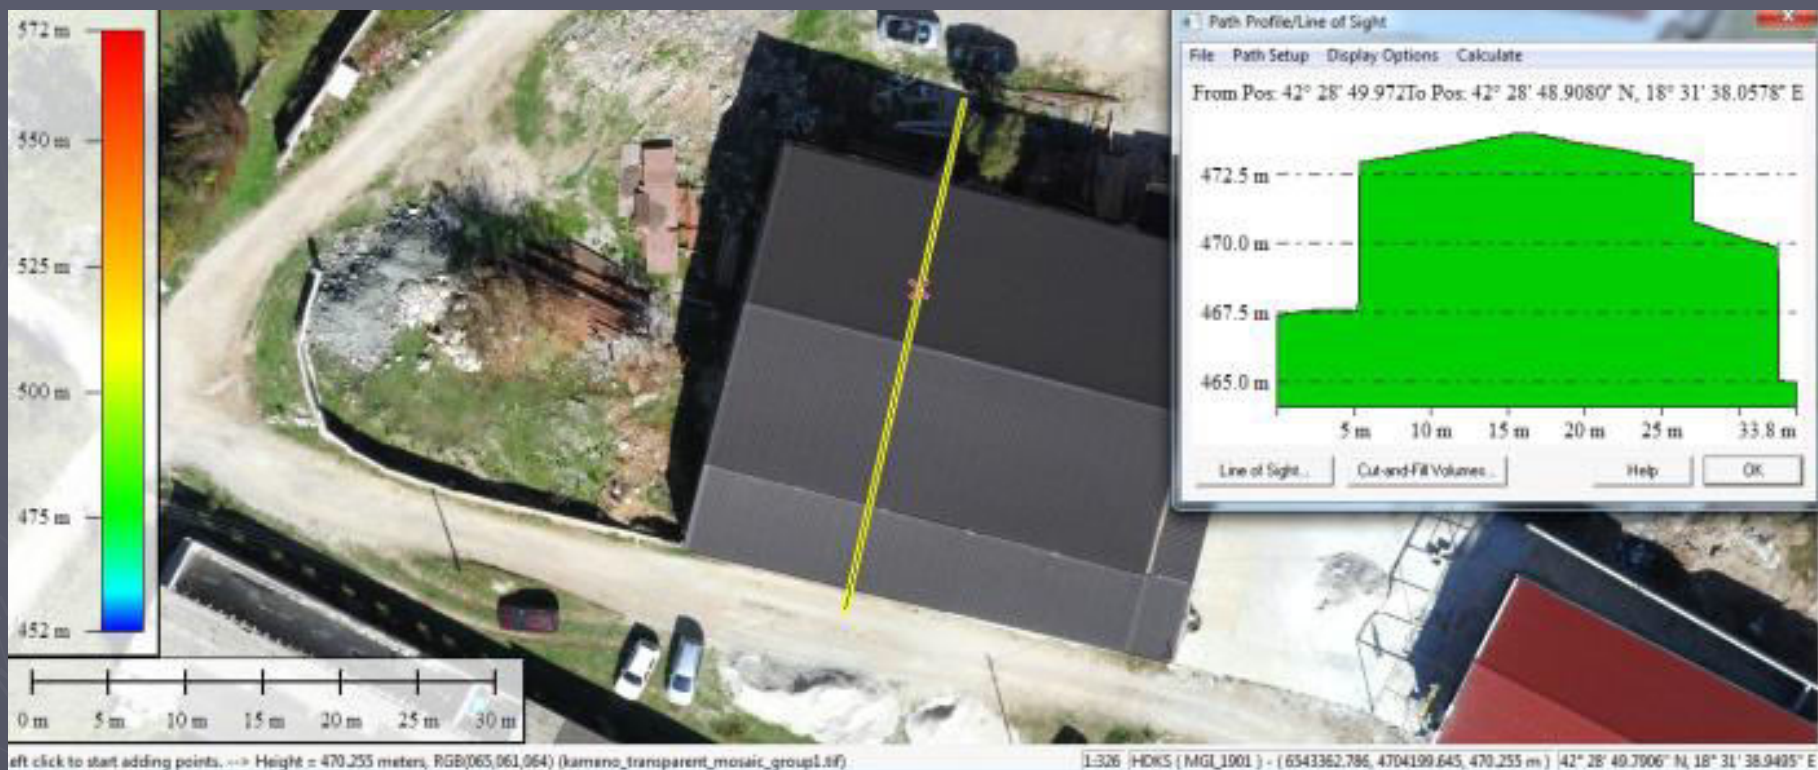 572 m
550 m
525 m
500 m
475 m
452 m
0 m 5 m 10 m 15 m 20 m 25 m 30 m
Path Profile/Line of Sight
File Path Setup Display Options Calculate
From Pos: 42° 28' 49.972To Pos: 42° 28' 48.9080" N, 18° 31' 38.0578" E
472.5 m
470.0 m
467.5 m
465.0 m
5 m 10 m 15 m 20 m 25 m 33.8 m
Line of Sight... Cut-and-Fill Volumes... Help OK
eft click to start adding points. --> Height = 470.255 meters, RGB(065,061,064) (kameno_transparent_mosaic_group1.tif)
1:326 HDKS ( MGI_1901 ) - ( 6543362.786, 4704199.645, 470.255 m ) 42° 28' 49.7906" N, 18° 31' 38.9495" E